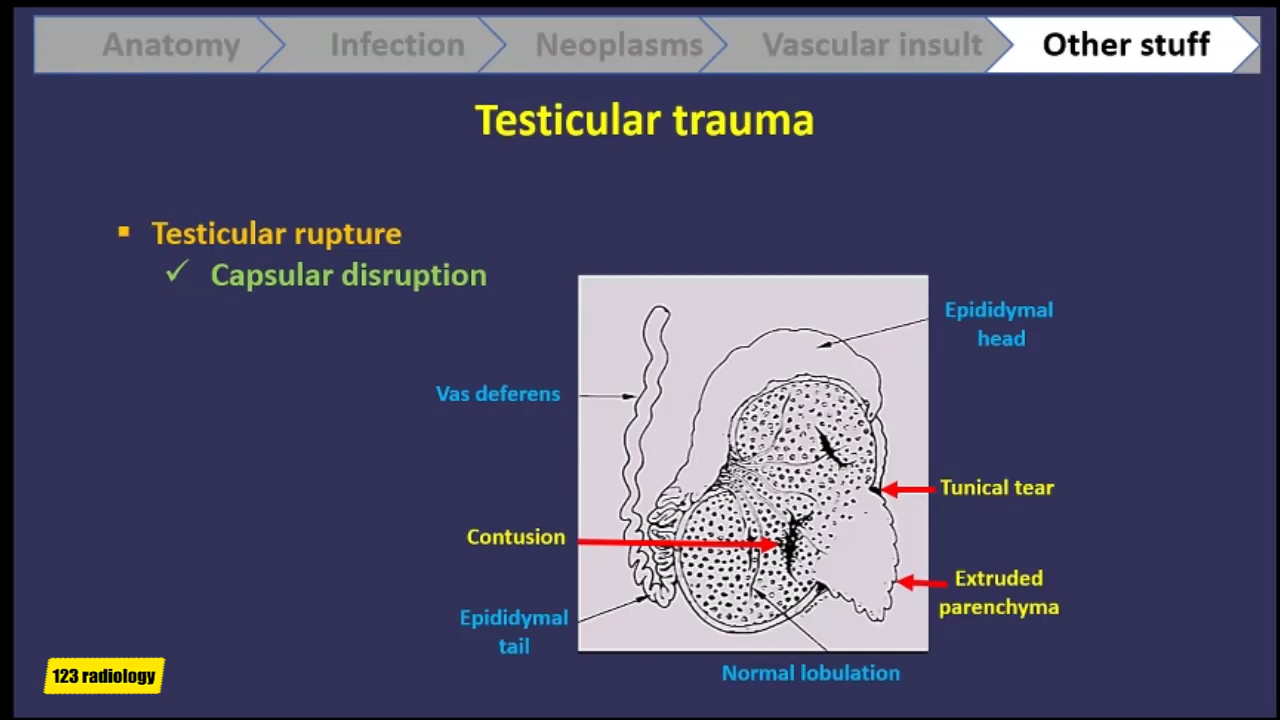 Anatomy
Infection
Neoplasms
Vascular insult
Other stuff
Testicular trauma
Testicular rupture
Capsular disruption
Epididymal
head
Vas deferens
Tunical tear
Contusion
Extruded
parenchyma
Epididymal
tail
Normal lobulation
123 radiology